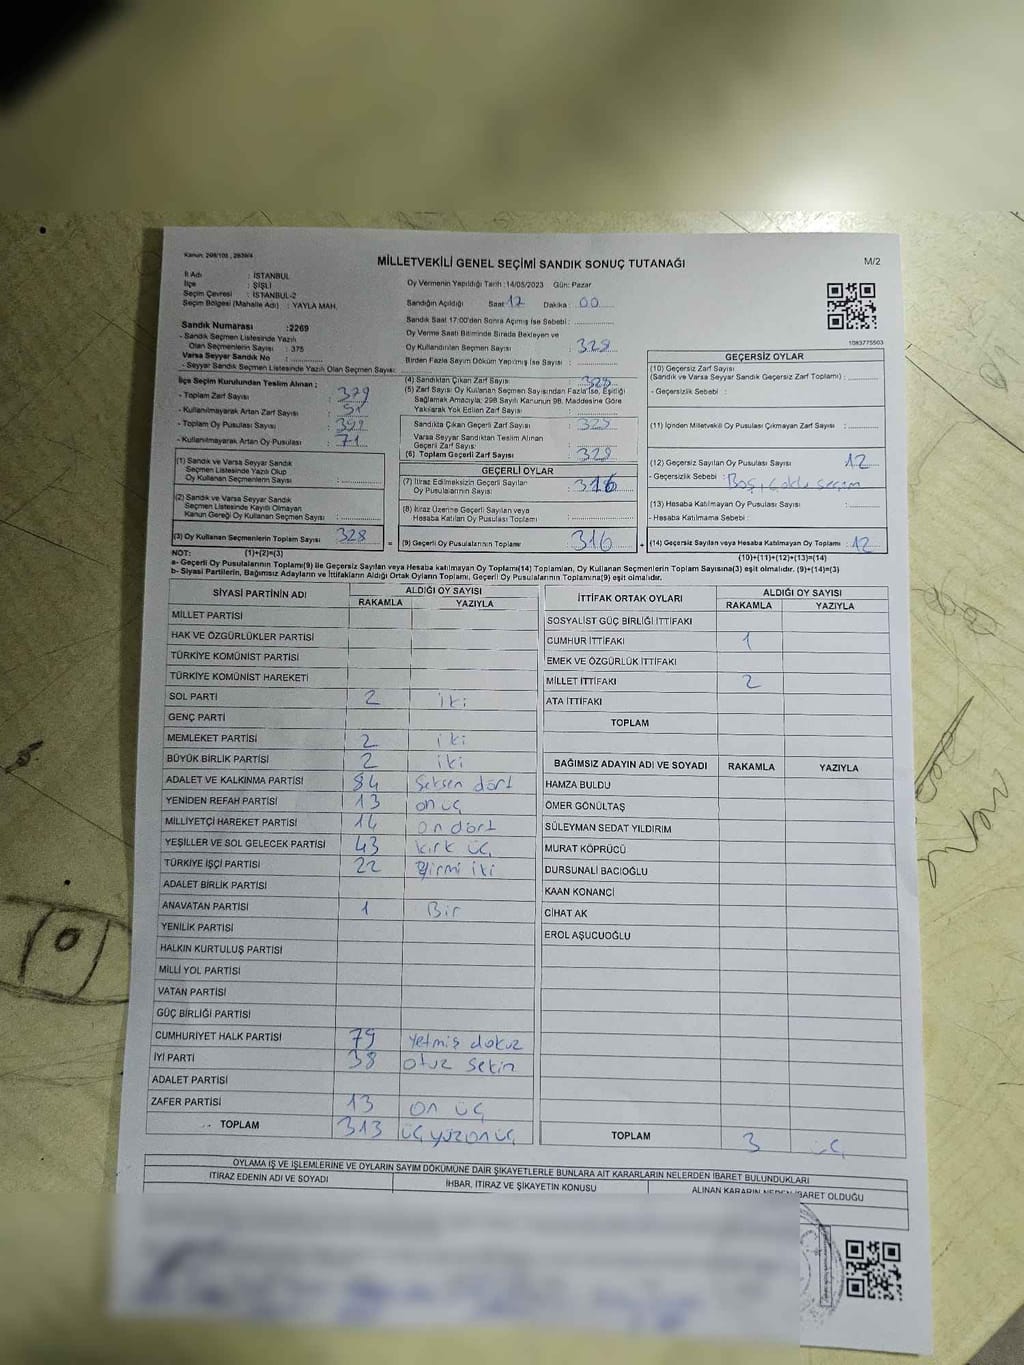 Kanun: 298/105 , 2839/4
MİLLETVEKİLİ GENEL SEÇİMİ SANDIK SONUÇ TUTANAĞI
M/2
İl Adı : İSTANBUL
İlçe : ŞİŞLİ
Seçim Çevresi : İSTANBUL-2
Seçim Bölgesi (Mahalle Adı) : YAYLA MAH.
Oy Vermenin Yapıldığı Tarih :14/05/2023 Gün: Pazar
Sandığın Açıldığı Saat 17 Dakika : 00
Sandık Saat 17:00'den Sonra Açılmış İse Sebebi :
Oy Verme Saati Bitiminde Sırada Bekleyen ve
Oy Kullandırılan Seçmen Sayısı : 328
Birden Fazla Sayım Döküm Yapılmış İse Sayısı :
1083775503
Sandık Numarası :2269
- Sandık Seçmen Listesinde Yazılı
Olan Seçmenlerin Sayısı : 375
Varsa Seyyar Sandık No :
- Seyyar Sandık Listesinde Yazılı Olan Seçmen Sayısı:
İlçe Seçim Kurulundan Teslim Alınan ;
- Toplam Zarf Sayısı : 379
- Kullanılmayarak Artan Zarf Sayısı : 51
- Toplam Oy Pusulası Sayısı : 399
- Kullanılmayarak Artan Oy Pusulası : 71
(1) Sandık ve Varsa Seyyar Sandık
Seçmen Listesinde Yazılı Olup
Oy Kullanan Seçmenlerin Sayısı :
(2) Sandık ve Varsa Seyyar Sandık
Seçmen Listesinde Kayıtlı Olmayan
Kanun Gereği Oy Kullanan Seçmen Sayısı :
(3) Oy Kullanan Seçmenlerin Toplam Sayısı 328
(4) Sandıktan Çıkan Zarf Sayısı : 328
(5) Zarf Sayısı Oy Kullanan Seçmen Sayısından Fazla İse, Eşitliği
Sağlamak Amacıyla, 298 Sayılı Kanunun 98. Maddesine Göre
Yakılarak Yok Edilen Zarf Sayısı :
Sandıkta Çıkan Geçerli Zarf Sayısı : 328
Varsa Seyyar Sandıktan Teslim Alınan
Geçerli Zarf Sayısı:
(6) Toplam Geçerli Zarf Sayısı : 328
GEÇERLİ OYLAR
(7) İtiraz Edilmeksizin Geçerli Sayılan
Oy Pusulalarının Sayısı : 316
(8) İtiraz Üzerine Geçerli Sayılan veya
Hesaba Katılan Oy Pusulası Toplamı :
= (9) Geçerli Oy Pusulalarının Toplamı 316
GEÇERSİZ OYLAR
(10) Geçersiz Zarf Sayısı
(Sandık ve Varsa Seyyar Sandık Geçersiz Zarf Toplamı) :
- Geçersizlik Sebebi :
(11) İçinden Milletvekili Oy Pusulası Çıkmayan Zarf Sayısı :
(12) Geçersiz Sayılan Oy Pusulası Sayısı : 12
- Geçersizlik Sebebi : Boş, çoklu seçim
(13) Hesaba Katılmayan Oy Pusulası Sayısı :
- Hesaba Katılmama Sebebi :
+ (14) Geçersiz Sayılan veya Hesaba Katılmayan Oy Toplamı : 12
NOT: (1)+(2)=(3) (10)+(11)+(12)+(13)=(14)
a- Geçerli Oy Pusulalarının Toplamı(9) ile Geçersiz Sayılan veya Hesaba katılmayan Oy Toplamı(14) Toplamları, Oy Kullanan Seçmenlerin Toplam Sayısına(3) eşit olmalıdır. (9)+(14)=(3)
b- Siyasi Partilerin, Bağımsız Adayların ve İttifakların Aldığı Ortak Oyların Toplamı, Geçerli Oy Pusulalarının Toplamına(9) eşit olmalıdır.
SİYASİ PARTİNİN ADI ALDIĞI OY SAYISI
RAKAMLA YAZIYLA
MİLLET PARTİSİ
HAK VE ÖZGÜRLÜKLER PARTİSİ
TÜRKİYE KOMÜNİST PARTİSİ
TÜRKİYE KOMÜNİST HAREKETİ
SOL PARTİ 2 iki
GENÇ PARTİ
MEMLEKET PARTİSİ 2 iki
BÜYÜK BİRLİK PARTİSİ 2 iki
ADALET VE KALKINMA PARTİSİ 84 Seksen dört
YENİDEN REFAH PARTİSİ 13 on üç
MİLLİYETÇİ HAREKET PARTİSİ 14 on dört
YEŞİLLER VE SOL GELECEK PARTİSİ 43 kırk üç
TÜRKİYE İŞÇİ PARTİSİ 22 yirmi iki
ADALET BİRLİK PARTİSİ
ANAVATAN PARTİSİ 1 Bir
YENİLİK PARTİSİ
HALKIN KURTULUŞ PARTİSİ
MİLLİ YOL PARTİSİ
VATAN PARTİSİ
GÜÇ BİRLİĞİ PARTİSİ
CUMHURİYET HALK PARTİSİ 79 yetmiş dokuz
İYİ PARTİ 38 otuz sekiz
ADALET PARTİSİ
ZAFER PARTİSİ 13 on üç
TOPLAM 313 üç yüz on üç
İTTİFAK ORTAK OYLARI ALDIĞI OY SAYISI
RAKAMLA YAZIYLA
SOSYALİST GÜÇ BİRLİĞİ İTTİFAKI
CUMHUR İTTİFAKI 1
EMEK VE ÖZGÜRLÜK İTTİFAKI
MİLLET İTTİFAKI 2
ATA İTTİFAKI
TOPLAM
BAĞIMSIZ ADAYIN ADI VE SOYADI RAKAMLA YAZIYLA
HAMZA BULDU
ÖMER GÖNÜLTAŞ
SÜLEYMAN SEDAT YILDIRIM
MURAT KÖPRÜCÜ
DURSUNALİ BACIOĞLU
KAAN KONANCİ
CİHAT AK
EROL AŞUCUOĞLU
TOPLAM 3 üç
OYLAMA İŞ VE İŞLEMLERİNE VE OYLARIN SAYIM DÖKÜMÜNE DAİR ŞİKAYETLERLE BUNLARA AİT KARARLARIN NELERDEN İBARET BULUNDUKLARI
İTİRAZ EDENİN ADI VE SOYADI İHBAR, İTİRAZ VE ŞİKAYETİN KONUSU ALINAN KARARIN NEDEN İBARET OLDUĞU